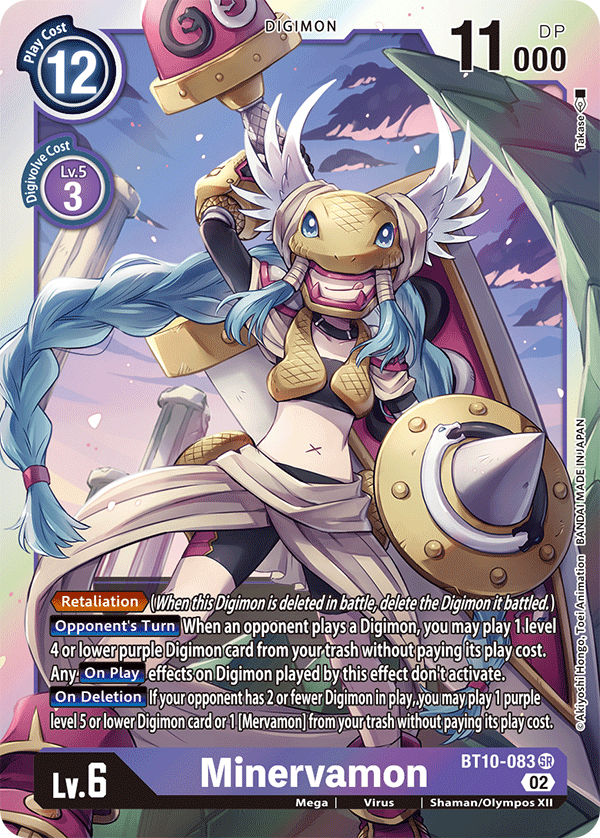 Play Cost
12
DIGIMON
11000
DP
Digivolve Cost
Lv.5
3
Takase
Retaliation (When this Digimon is deleted in battle, delete the Digimon it battled.)
Opponent's Turn When an opponent plays a Digimon, you may play 1 level
4 or lower purple Digimon card from your trash without paying its play cost.
Any On Play effects on Digimon played by this effect don't activate.
On Deletion If your opponent has 2 or fewer Digimon in play, you may play 1 purple
level 5 or lower Digimon card or 1 [Mervamon] from your trash without paying its play cost.
©Akiyoshi Hongo, Toei Animation BANDAI MADE IN JAPAN
Lv.6
Minervamon
BT10-083 SR
02
Mega | Virus | Shaman/Olympos XII